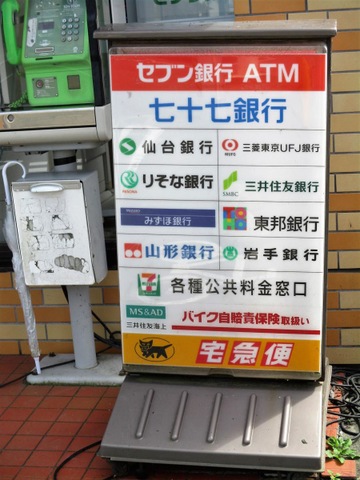 セブン銀行 ATM
七十七銀行
仙台銀行
三菱東京UFJ銀行
りそな銀行
三井住友銀行
みずほ銀行
東邦銀行
山形銀行
岩手銀行
各種公共料金窓口
MS&AD
三井住友海上
バイク自賠責保険取扱い
宅急便